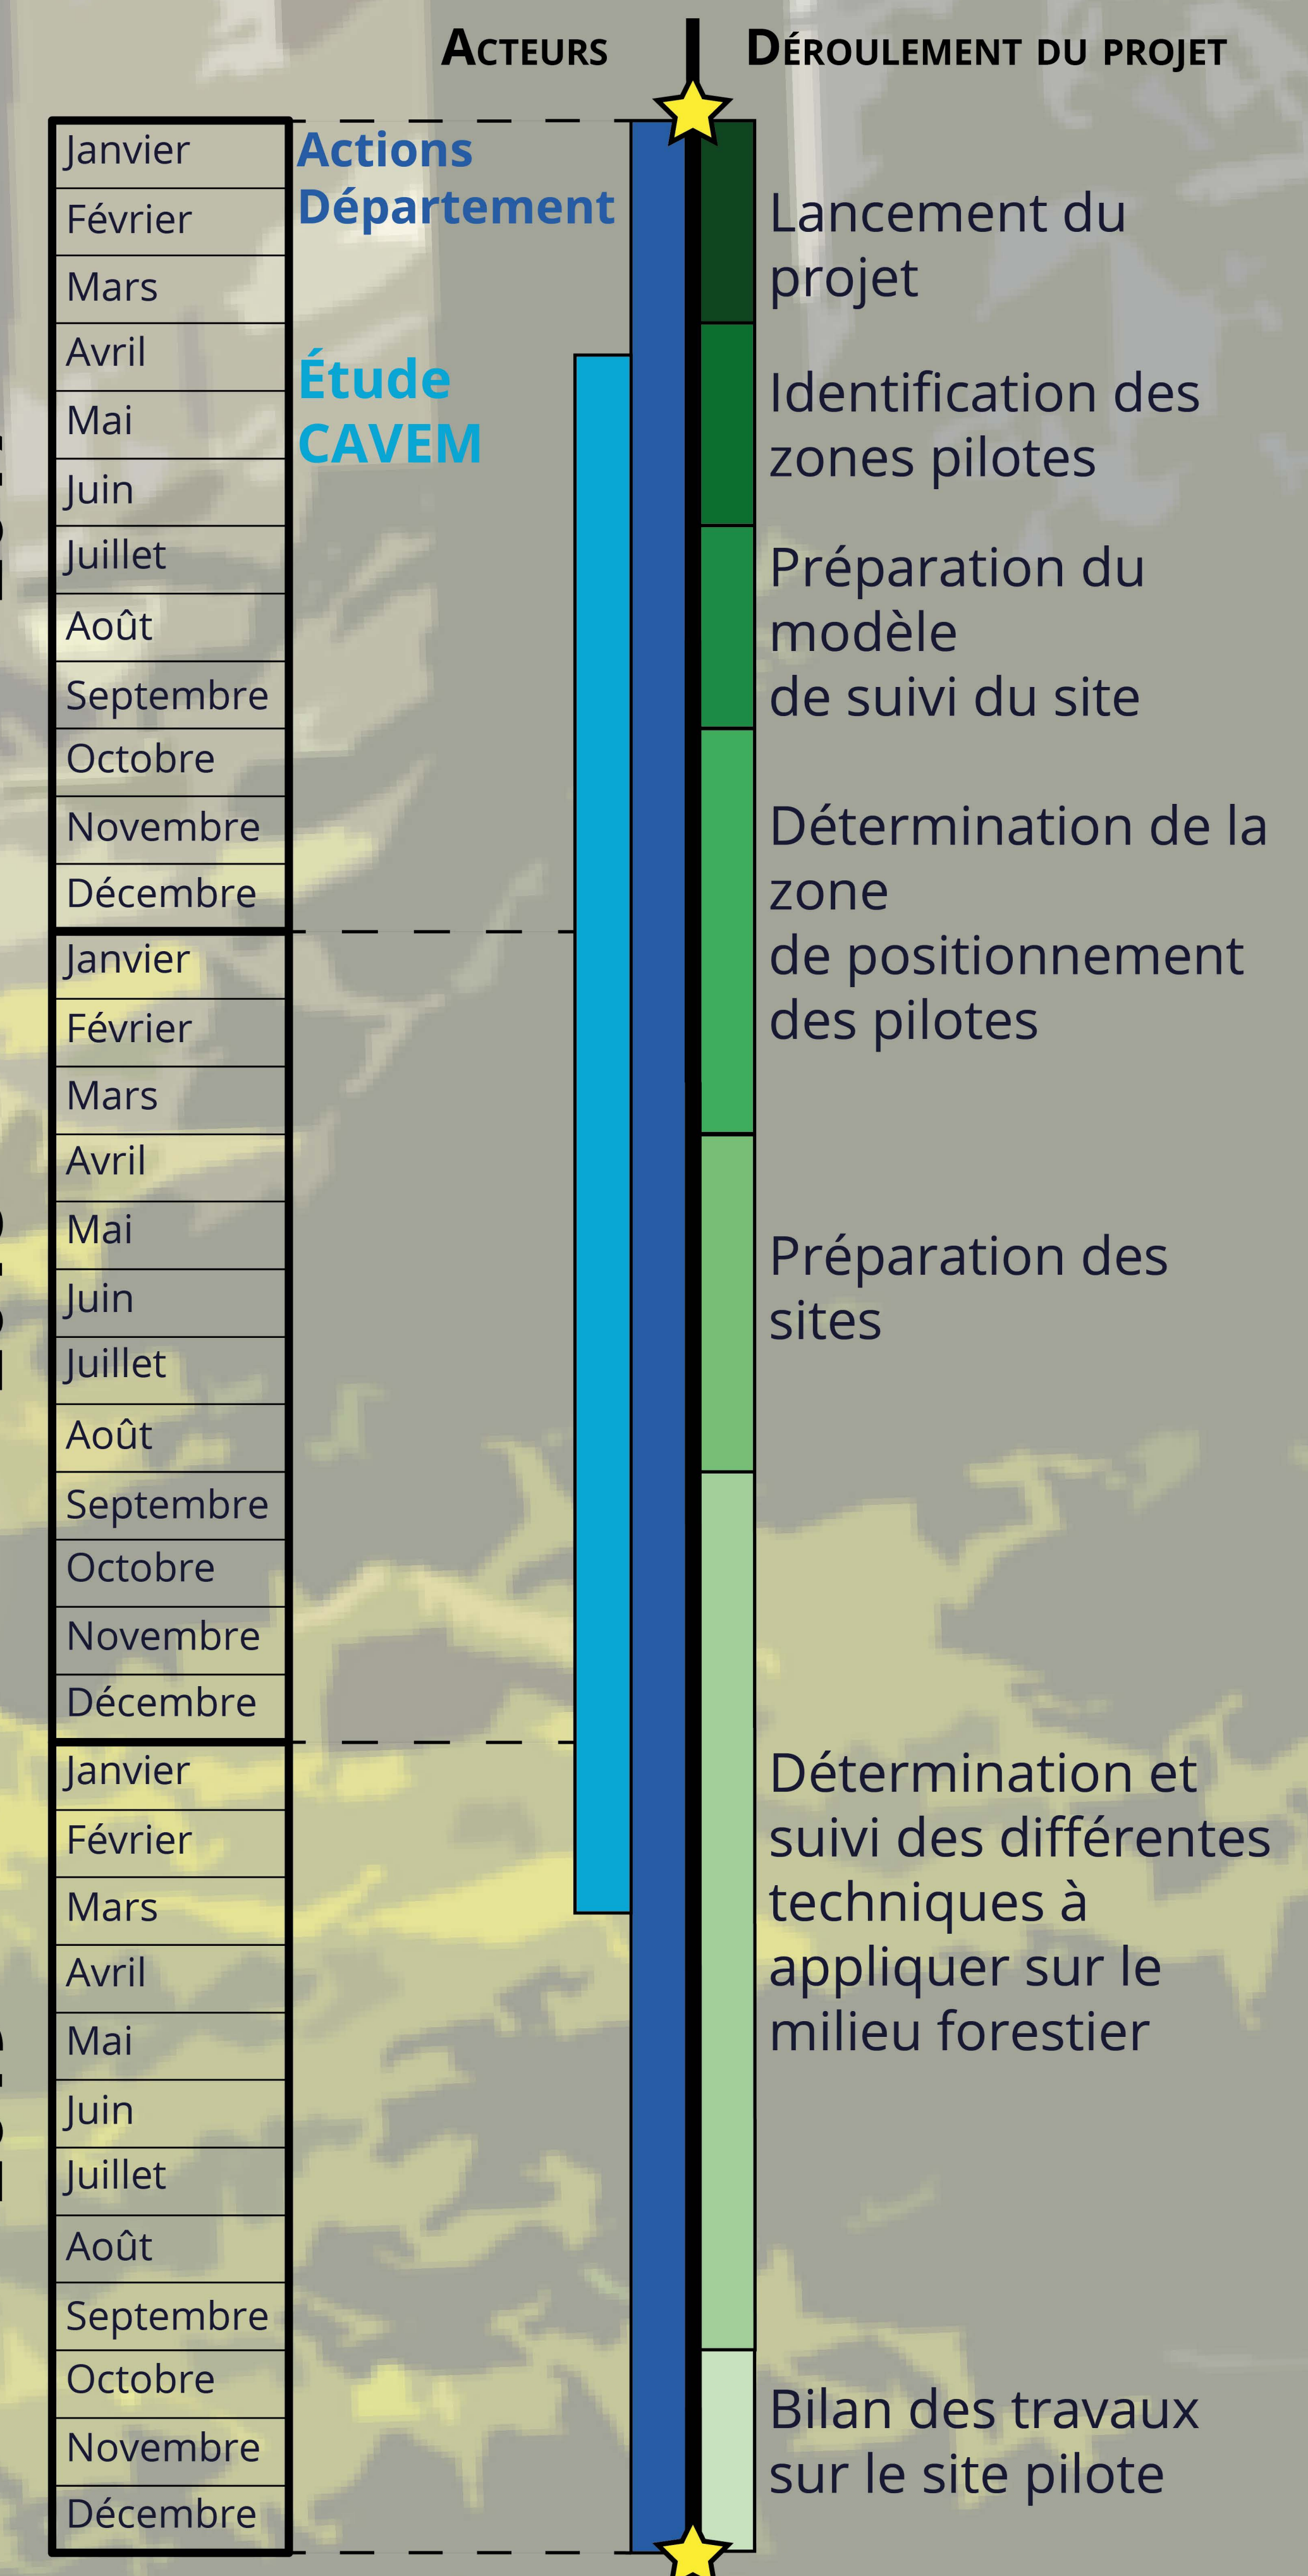 Acteurs
Déroulement du projet
Janvier
Février
Mars
Avril
Mai
Juin
Juillet
Août
Septembre
Octobre
Novembre
Décembre
Janvier
Février
Mars
Avril
Mai
Juin
Juillet
Août
Septembre
Octobre
Novembre
Décembre
Janvier
Février
Mars
Avril
Mai
Juin
Juillet
Août
Septembre
Octobre
Novembre
Décembre
Actions
Département
Étude
CAVEM
Lancement du
projet
Identification des
zones pilotes
Préparation du
modèle
de suivi du site
Détermination de la
zone
de positionnement
des pilotes
Préparation des
sites
Détermination et
suivi des différentes
techniques à
appliquer sur le
milieu forestier
Bilan des travaux
sur le site pilote